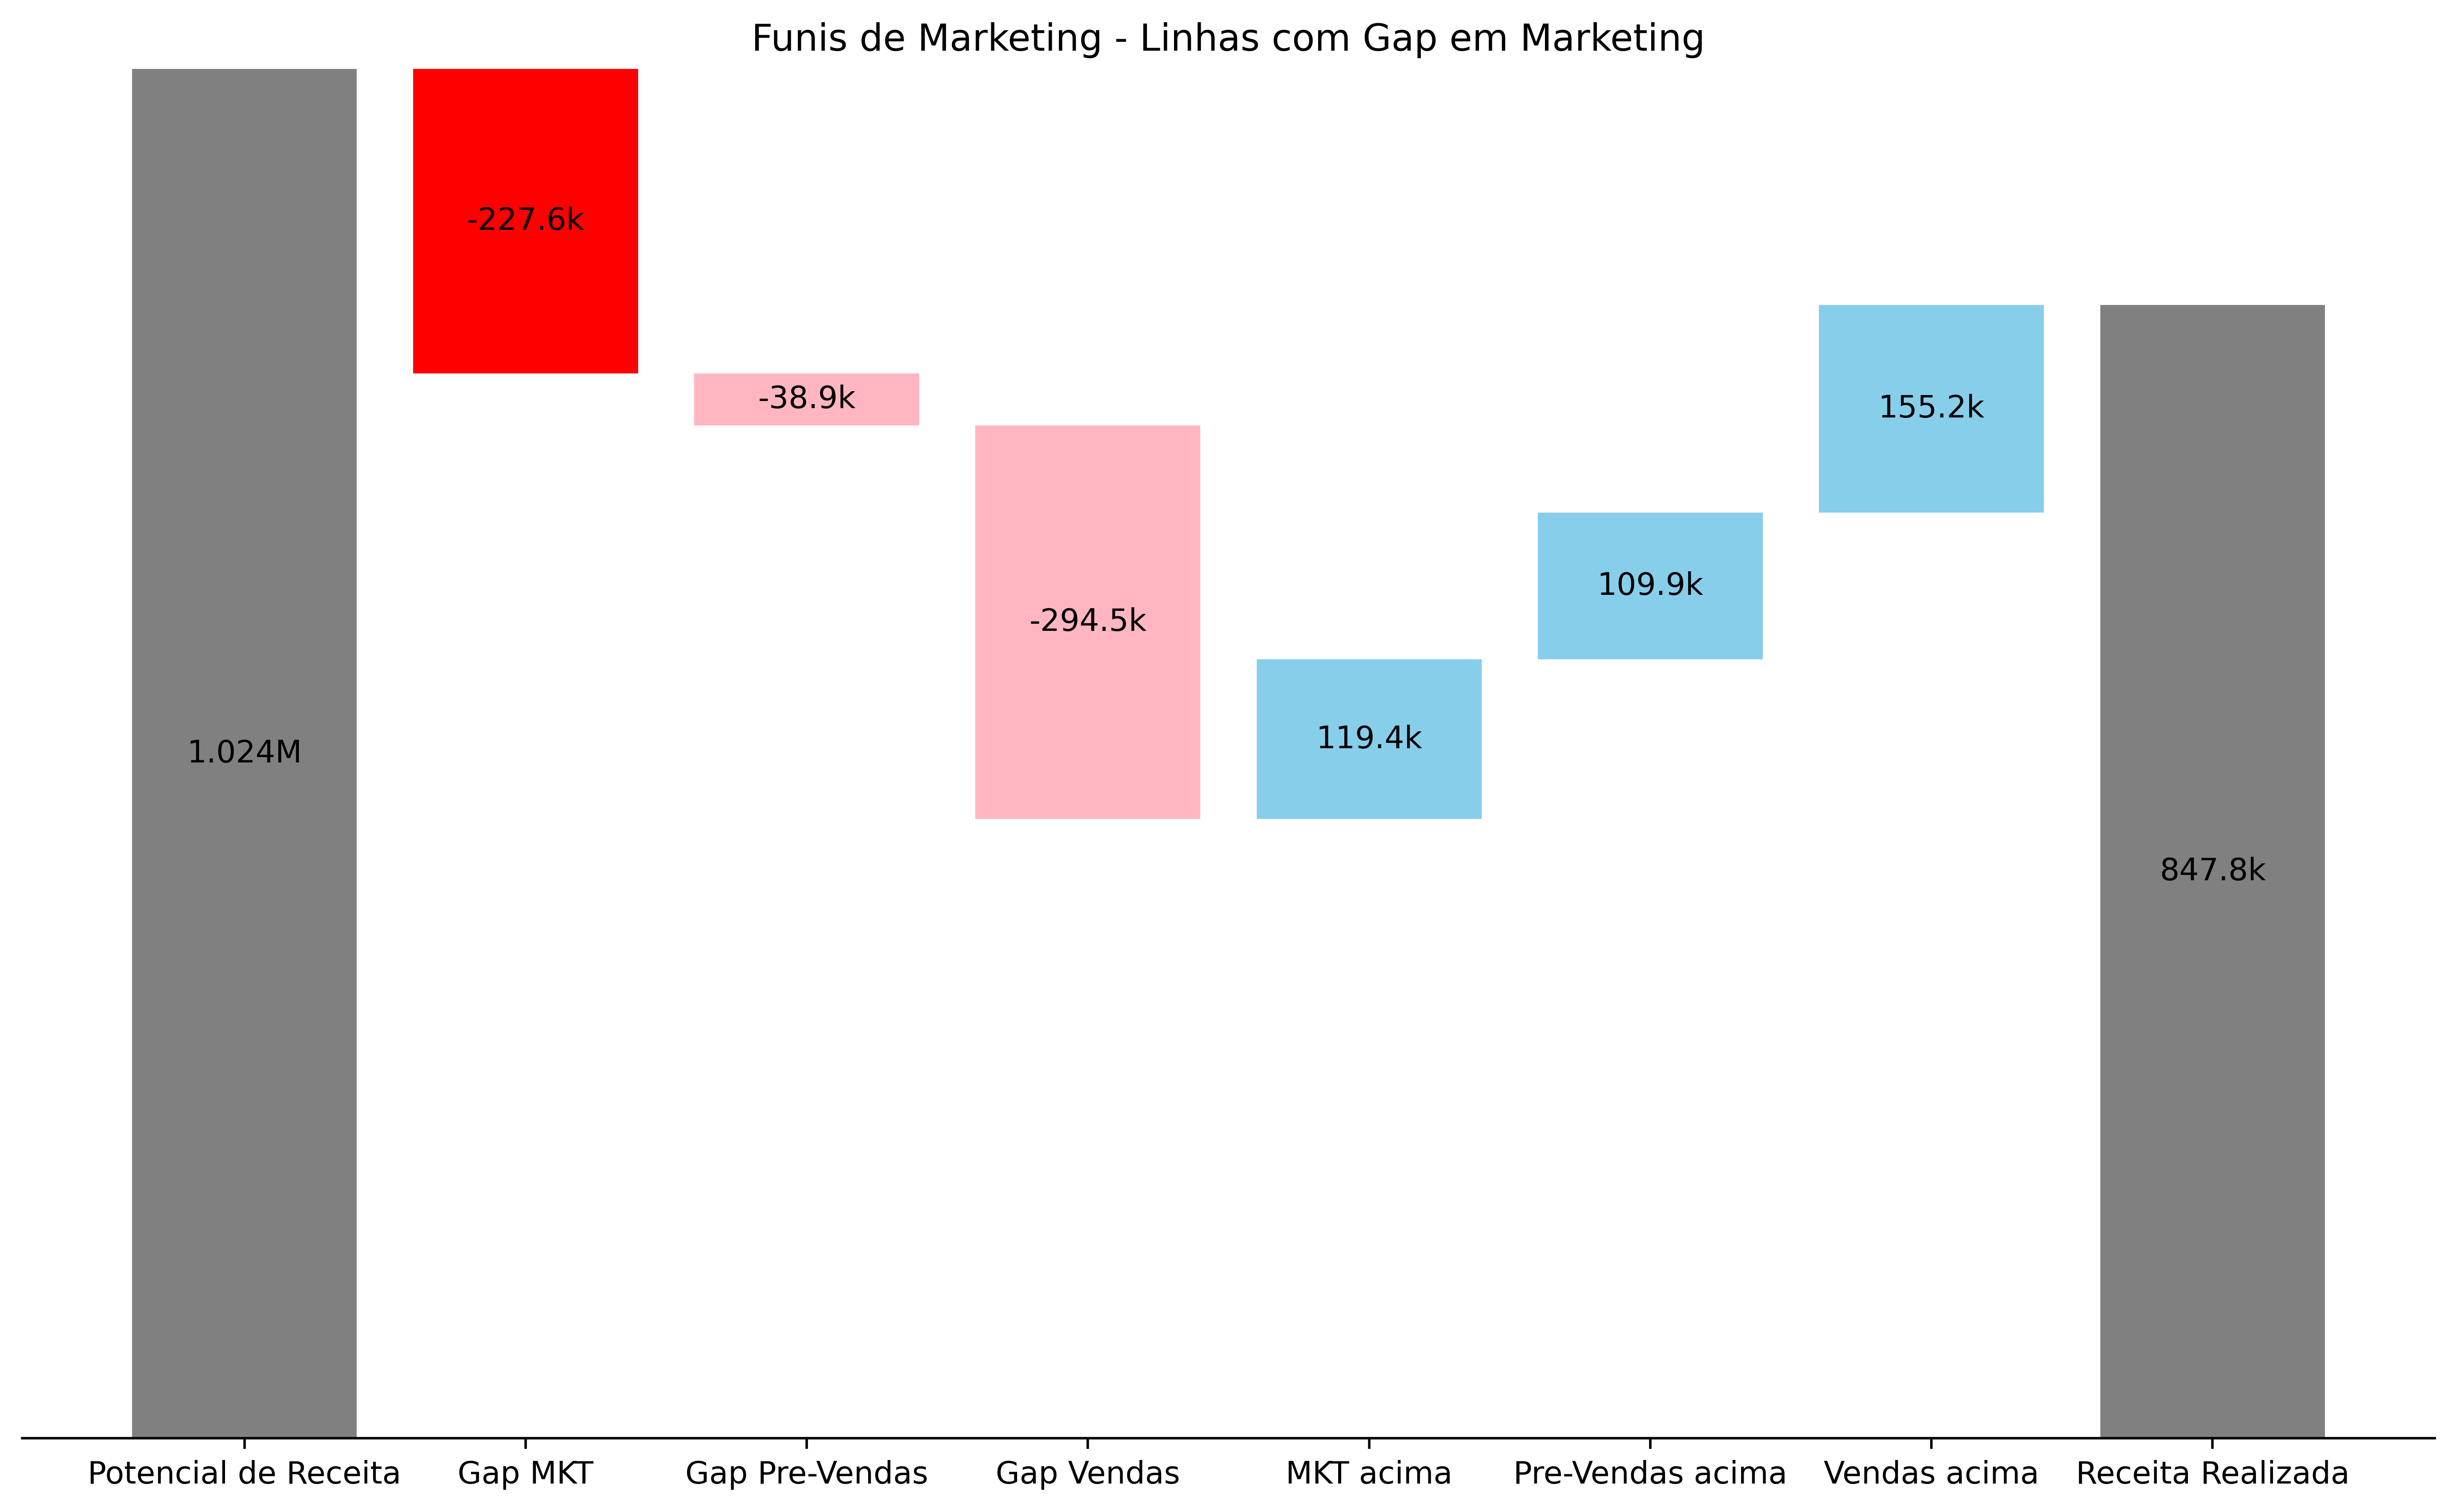 Funis de Marketing - Linhas com Gap em Marketing
-227.6k
-38.9k
155.2k
109.9k
-294.5k
119.4k
1.024M
847.8k
Potencial de Receita
Gap MKT
Gap Pre-Vendas
Gap Vendas
MKT acima
Pre-Vendas acima
Vendas acima
Receita Realizada